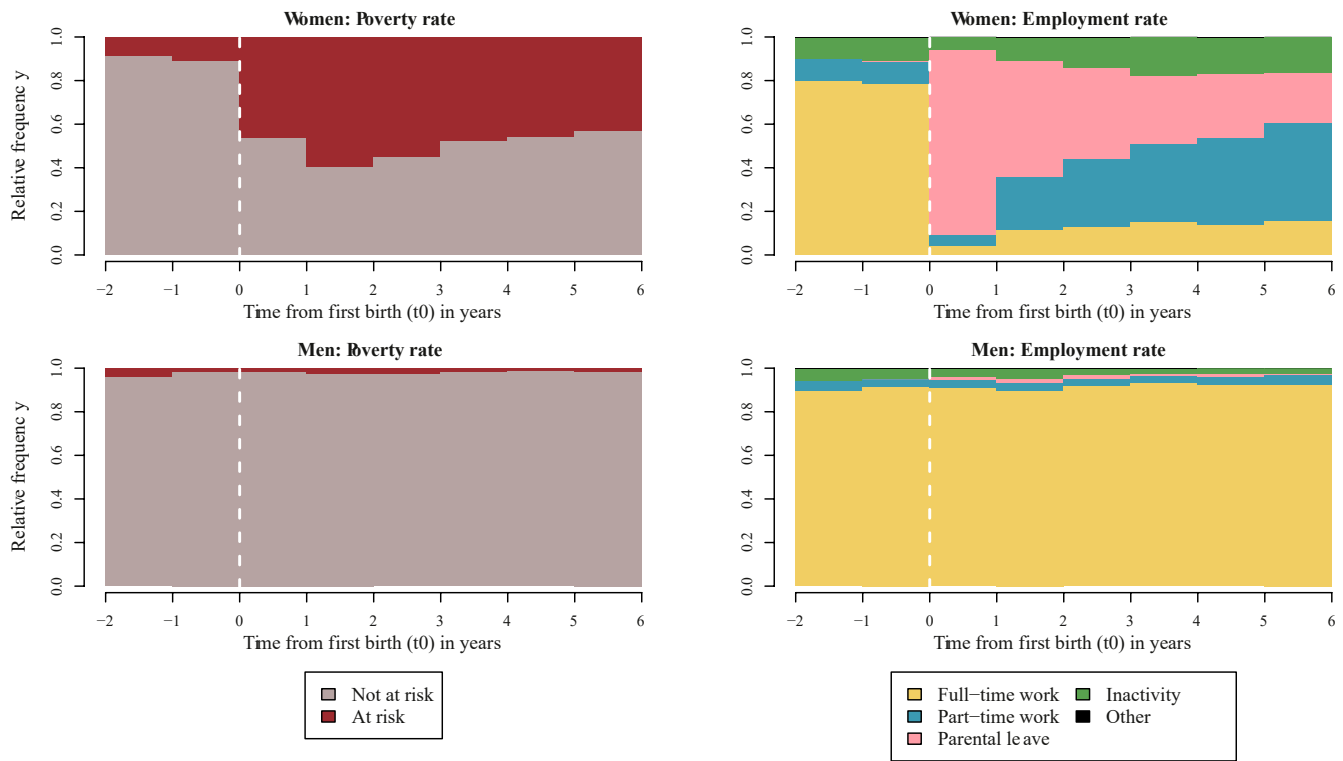 Women: Poverty rate
Relative frequency
0.0 0.2 0.4 0.6 0.8 1.0
−2 −1 0 1 2 3 4 5 6
Time from first birth (t0) in years
Women: Employment rate
0.0 0.2 0.4 0.6 0.8 1.0
−2 −1 0 1 2 3 4 5 6
Time from first birth (t0) in years
Men: Poverty rate
Relative frequency
0.0 0.2 0.4 0.6 0.8 1.0
−2 −1 0 1 2 3 4 5 6
Time from first birth (t0) in years
Men: Employment rate
0.0 0.2 0.4 0.6 0.8 1.0
−2 −1 0 1 2 3 4 5 6
Time from first birth (t0) in years
Not at risk
At risk
Full−time work
Part−time work
Parental leave
Inactivity
Other